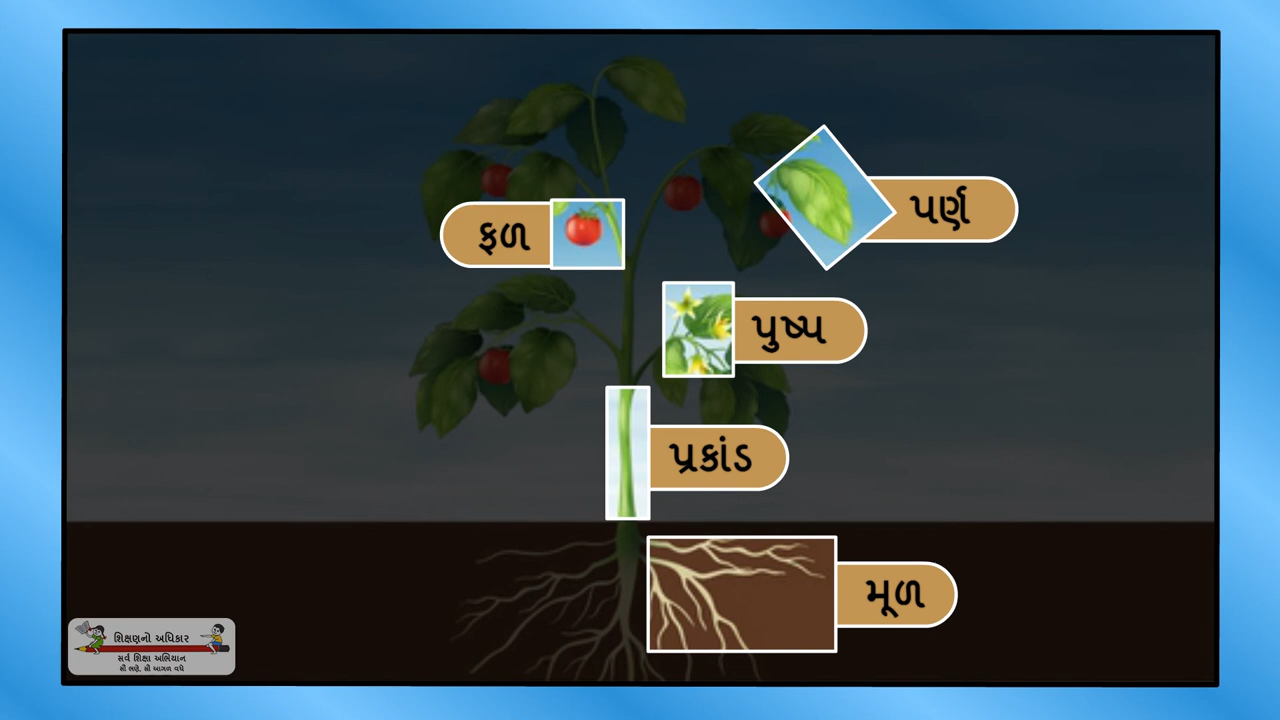 પર્ણ
ફળ
પુષ્પ
પ્રકાંડ
મૂળ
શિક્ષણનો અધિકાર
સર્વ શિક્ષા અભિયાન
સૌ ભણે, સૌ આગળ વધે